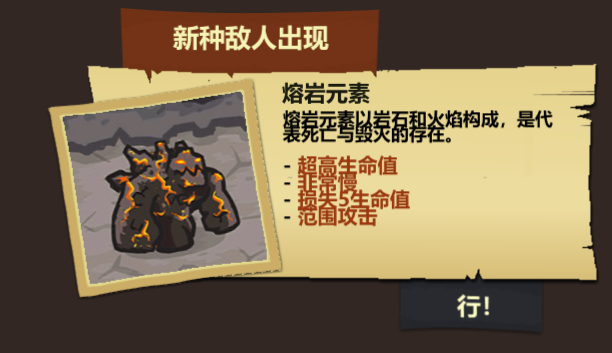 新种敌人出现
熔岩元素
熔岩元素以岩石和火焰构成，是代
表死亡与毁灭的存在。
- 超高生命值
- 非常慢
- 损失5生命值
- 范围攻击
行!